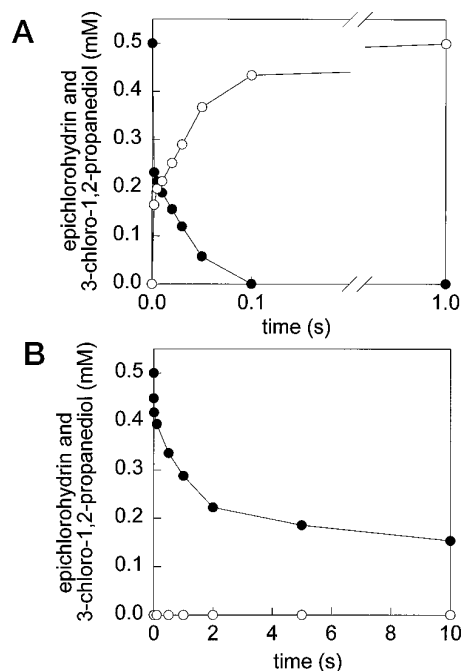 A
epichlorohydrin and
3-chloro-1,2-propanediol (mM)
0.5
0.4
0.3
0.2
0.1
0.0
0.0 0.1 1.0
time (s)
B
epichlorohydrin and
3-chloro-1,2-propanediol (mM)
0.5
0.4
0.3
0.2
0.1
0.0
0 2 4 6 8 10
time (s)